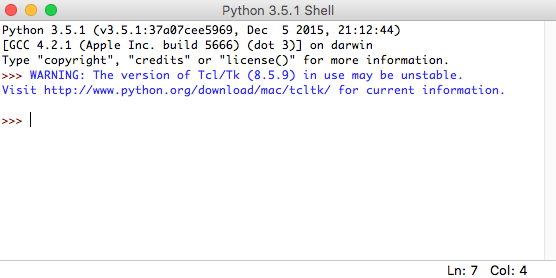 Python 3.5.1 Shell
Python 3.5.1 (v3.5.1:37a07cee5969, Dec  5 2015, 21:12:44)
[GCC 4.2.1 (Apple Inc. build 5666) (dot 3)] on darwin
Type "copyright", "credits" or "license()" for more information.
>>> WARNING: The version of Tcl/Tk (8.5.9) in use may be unstable.
Visit http://www.python.org/download/mac/tcltk/ for current information.
>>>
Ln: 7 Col: 4